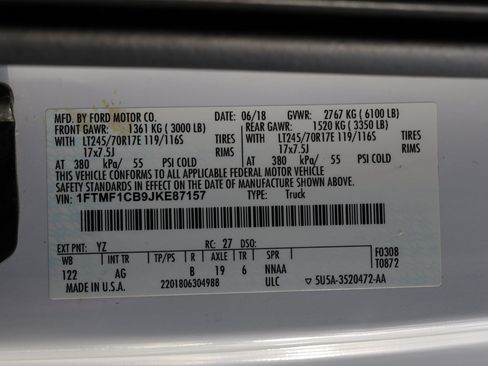 MFD. BY FORD MOTOR CO. DATE: 06/18 GVWR: 2767 KG ( 6100 LB)
FRONT GAWR: 1361 KG ( 3000 LB) REAR GAWR: 1520 KG ( 3350 LB)
WITH LT245/70R17E 119/116S TIRES WITH LT245/70R17E 119/116S TIRES
17x7.5J RIMS 17x7.5J RIMS
AT 380 kPa/ 55 PSI COLD AT 380 kPa/ 55 PSI COLD
THIS VEHICLE CONFORMS TO ALL APPLICABLE FEDERAL MOTOR VEHICLE
SAFETY STANDARDS IN EFFECT ON THE DATE OF MANUFACTURE SHOWN ABOVE.
VIN: 1FTMF1CB9JKE87157 TYPE: Truck
EXT PNT: YZ RC: 27 DSO:
WB INT TR TP/PS R AXLE TR SPR F0308
122 AG B 19 6 NNAA T0872
MADE IN U.S.A. 2201806304988 ULC ▽ 5U5A-3520472-AA